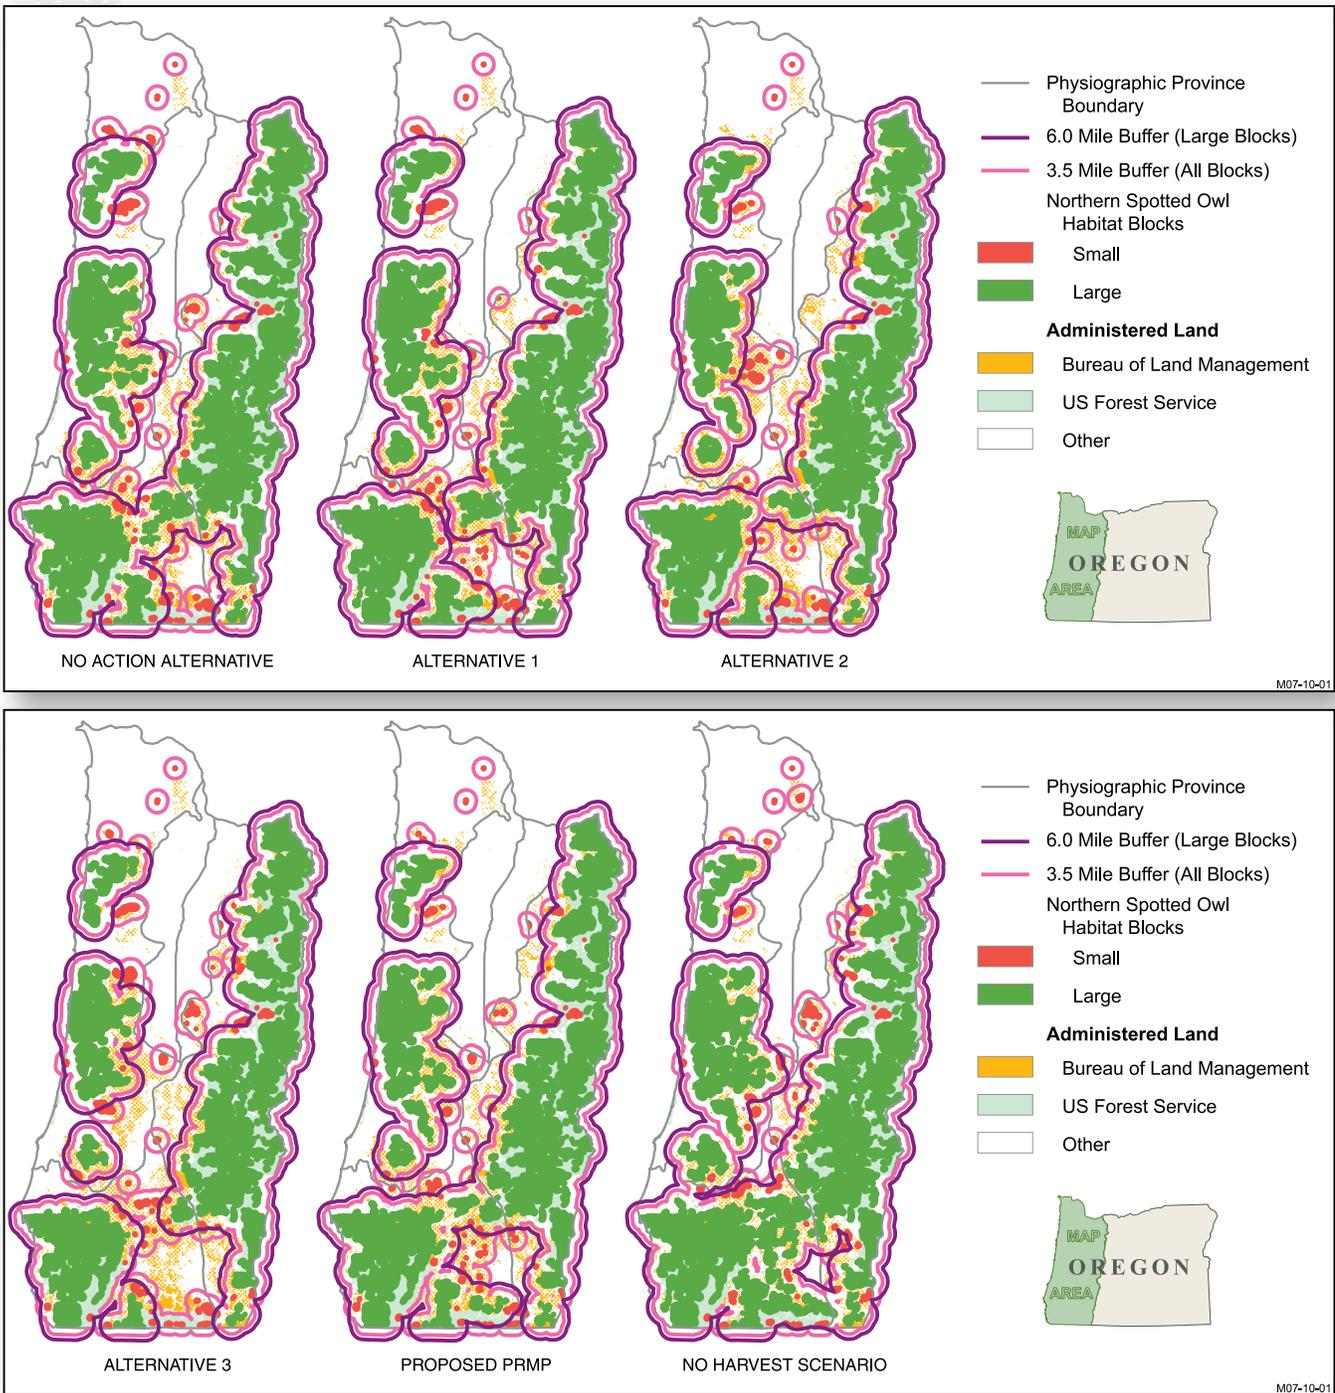 Physiographic Province
Boundary
6.0 Mile Buffer (Large Blocks)
3.5 Mile Buffer (All Blocks)
Northern Spotted Owl
Habitat Blocks
Small
Large
Administered Land
Bureau of Land Management
US Forest Service
Other
MAP
OREGON
AREA
NO ACTION ALTERNATIVE
ALTERNATIVE 1
ALTERNATIVE 2
M07-10-01
Physiographic Province
Boundary
6.0 Mile Buffer (Large Blocks)
3.5 Mile Buffer (All Blocks)
Northern Spotted Owl
Habitat Blocks
Small
Large
Administered Land
Bureau of Land Management
US Forest Service
Other
MAP
OREGON
AREA
ALTERNATIVE 3
PROPOSED PRMP
NO HARVEST SCENARIO
M07-10-01